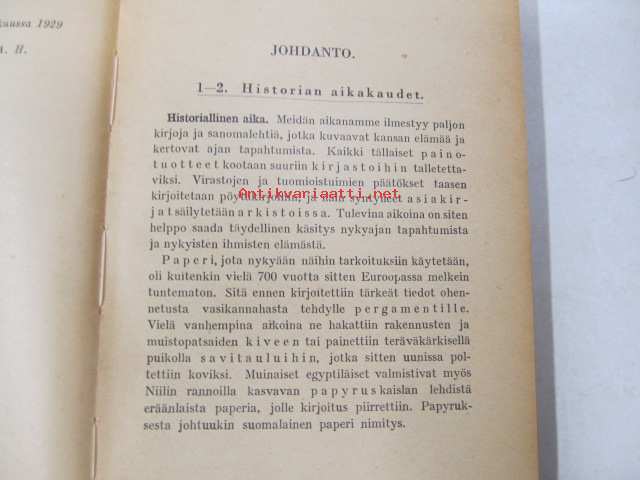 kuussa 1929
A. H.
JOHDANTO.
1—2. Historian aikakaudet.
Historiallinen aika. Meidän aikanamme ilmestyy paljon
kirjoja ja sanomalehtiä, jotka kuvaavat kansan elämää ja
kertovat ajan tapahtumista. Kaikki tällaiset paino-
tuotteet kootaan suuriin kirjastoihin talletetta-
viksi. Virastojen ja tuomioistuimien päätökset taasen
kirjoitetaan pöytäkirjoihin, ja näin syntyneet asiakir-
Antikvariaatti.net
jat säilytetään arkistoissa. Tulevina aikoina on siten
helppo saada täydellinen käsitys nykyajan tapahtumista
ja nykyisten ihmisten elämästä.
Paperi, jota nykyään näihin tarkoituksiin käytetään,
oli kuitenkin vielä 700 vuotta sitten Euroopassa melkein
tuntematon. Sitä ennen kirjoitettiin tärkeät tiedot ohen-
netusta vasikannahasta tehdylle pergamentille.
Vielä vanhempina aikoina ne hakattiin rakennusten ja
muistopatsaiden kiveen tai painettiin teräväkärkisellä
puikolla savitauluihin, jotka sitten uunissa pol-
tettiin koviksi. Muinaiset egyptiläiset valmistivat myös
Niilin rannoilla kasvavan papyruskaislan lehdistä
eräänlaista paperia, jolle kirjoitus piirrettiin. Papyruk-
sesta johtuukin suomalainen paperi nimitys.